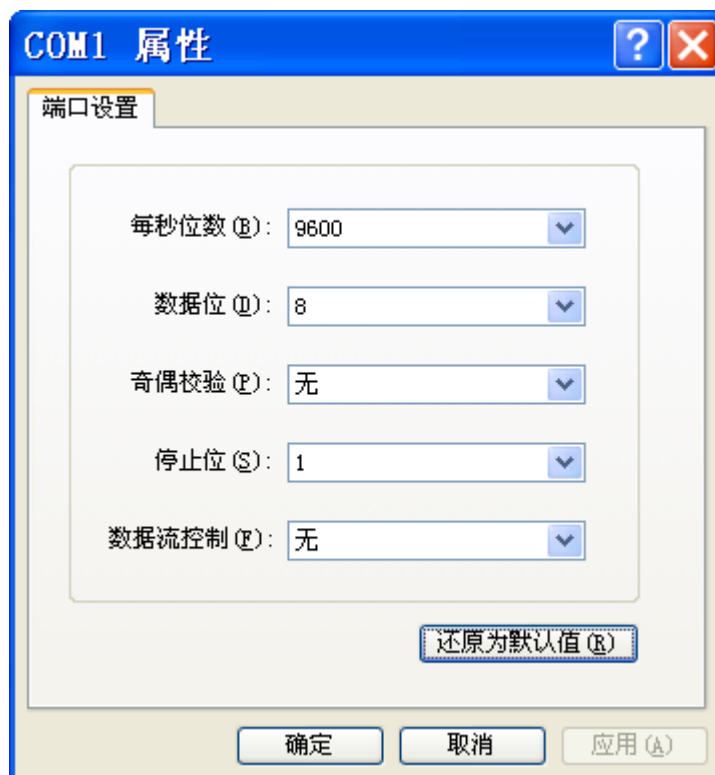 COM1 属性
端口设置
每秒位数(B): 9600
数据位(D): 8
奇偶校验(P): 无
停止位(S): 1
数据流控制(F): 无
还原为默认值(R)
确定 取消 应用(A)